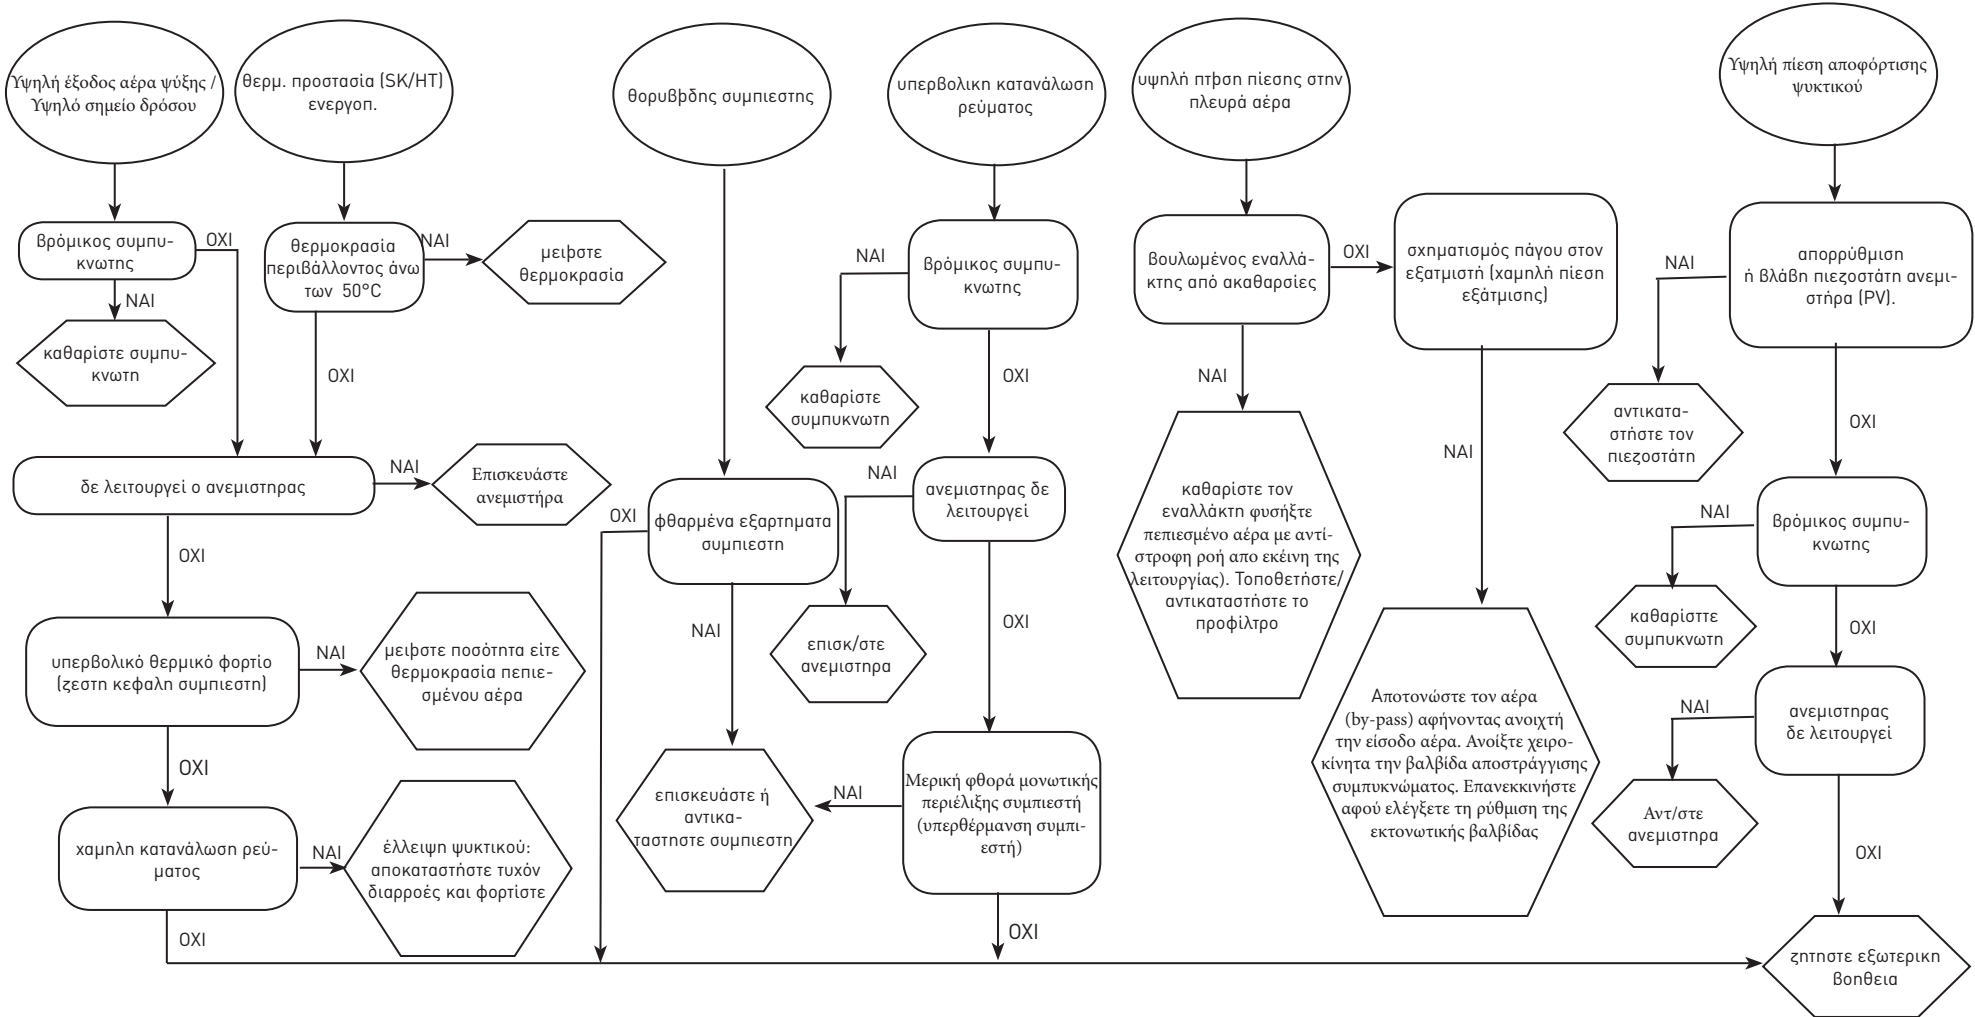 Υψηλή έξοδος αέρα ψύξης /
Υψηλό σημείο δρόσου
θερμ. προστασία (SK/HT)
ενεργοπ.
θορυβþδης συμπιεστης
υπερβολικη κατανάλωση
ρεύματος
υψηλή πτþση πίεσης στην
πλευρά αέρα
Υψηλή πίεση αποφόρτισης
ψυκτικού
βρόμικος συμπυ-
κνωτης
ΟΧΙ
ΝΑΙ
καθαρίστε συμπυ-
κνωτη
θερμοκρασία
περιβάλλοντος άνω
των 50°C
ΝΑΙ
μειþστε
θερμοκρασία
ΟΧΙ
δε λειτουργεί ο ανεμιστηρας
ΝΑΙ
Επισκευάστε
ανεμιστήρα
ΟΧΙ
υπερβολικό θερμικό φορτίο
(ζεστη κεφαλη συμπιεστη)
ΝΑΙ
μειþστε ποσότητα είτε
θερμοκρασία πεπιε-
σμένου αέρα
ΟΧΙ
χαμηλη κατανάλωση ρεύ-
ματος
ΝΑΙ
έλλειψη ψυκτικού:
αποκαταστήστε τυχόν
διαρροές και φορτίστε
ΟΧΙ
φθαρμένα εξαρτηματα
συμπιεστη
ΟΧΙ
ΝΑΙ
επισκευάστε ή
αντικα-
ταστηστε συμπιεστη
βρόμικος συμπυ-
κνωτης
ΝΑΙ
καθαρίστε
συμπυκνωτη
ΟΧΙ
ανεμιστηρας δε
λειτουργεί
ΝΑΙ
επισκ/στε
ανεμιστηρα
ΟΧΙ
Μερική φθορά μονωτικής
περιέλιξης συμπιεστή
(υπερθέρμανση συμπι-
εστή)
ΝΑΙ
ΟΧΙ
βουλωμένος εναλλά-
κτης από ακαθαρσίες
ΟΧΙ
ΝΑΙ
καθαρίστε τον
εναλλάκτη φυσήξτε
πεπιεσμένο αέρα με αντί-
στροφη ροή απο εκέινη της
λειτουργίας). Τοποθετήστε/
αντικαταστήστε το
προφίλτρο
σχηματισμός πάγου στον
εξατμιστή (χαμηλή πίεση
εξάτμισης)
ΝΑΙ
Αποτονώστε τον αέρα
(by-pass) αφήνοντας ανοιχτή
την είσοδο αέρα. Ανοίξτε χειρο-
κίνητα την βαλβίδα αποστράγγισης
συμπυκνώματος. Επανεκκινήστε
αφού ελέγξετε τη ρύθμιση της
εκτονωτικής βαλβίδας
απορρύθμιση
ή βλάβη πιεζοστάτη ανεμι-
στήρα (PV).
ΝΑΙ
αντικατα-
στήστε τον
πιεζοστάτη
ΟΧΙ
βρόμικος συμπυ-
κνωτης
ΝΑΙ
καθαρίσττε
συμπυκνωτη
ΟΧΙ
ανεμιστηρας
δε λειτουργεί
ΝΑΙ
Αντ/στε
ανεμιστηρα
ΟΧΙ
ζητηστε εξωτερικη
βοηθεια